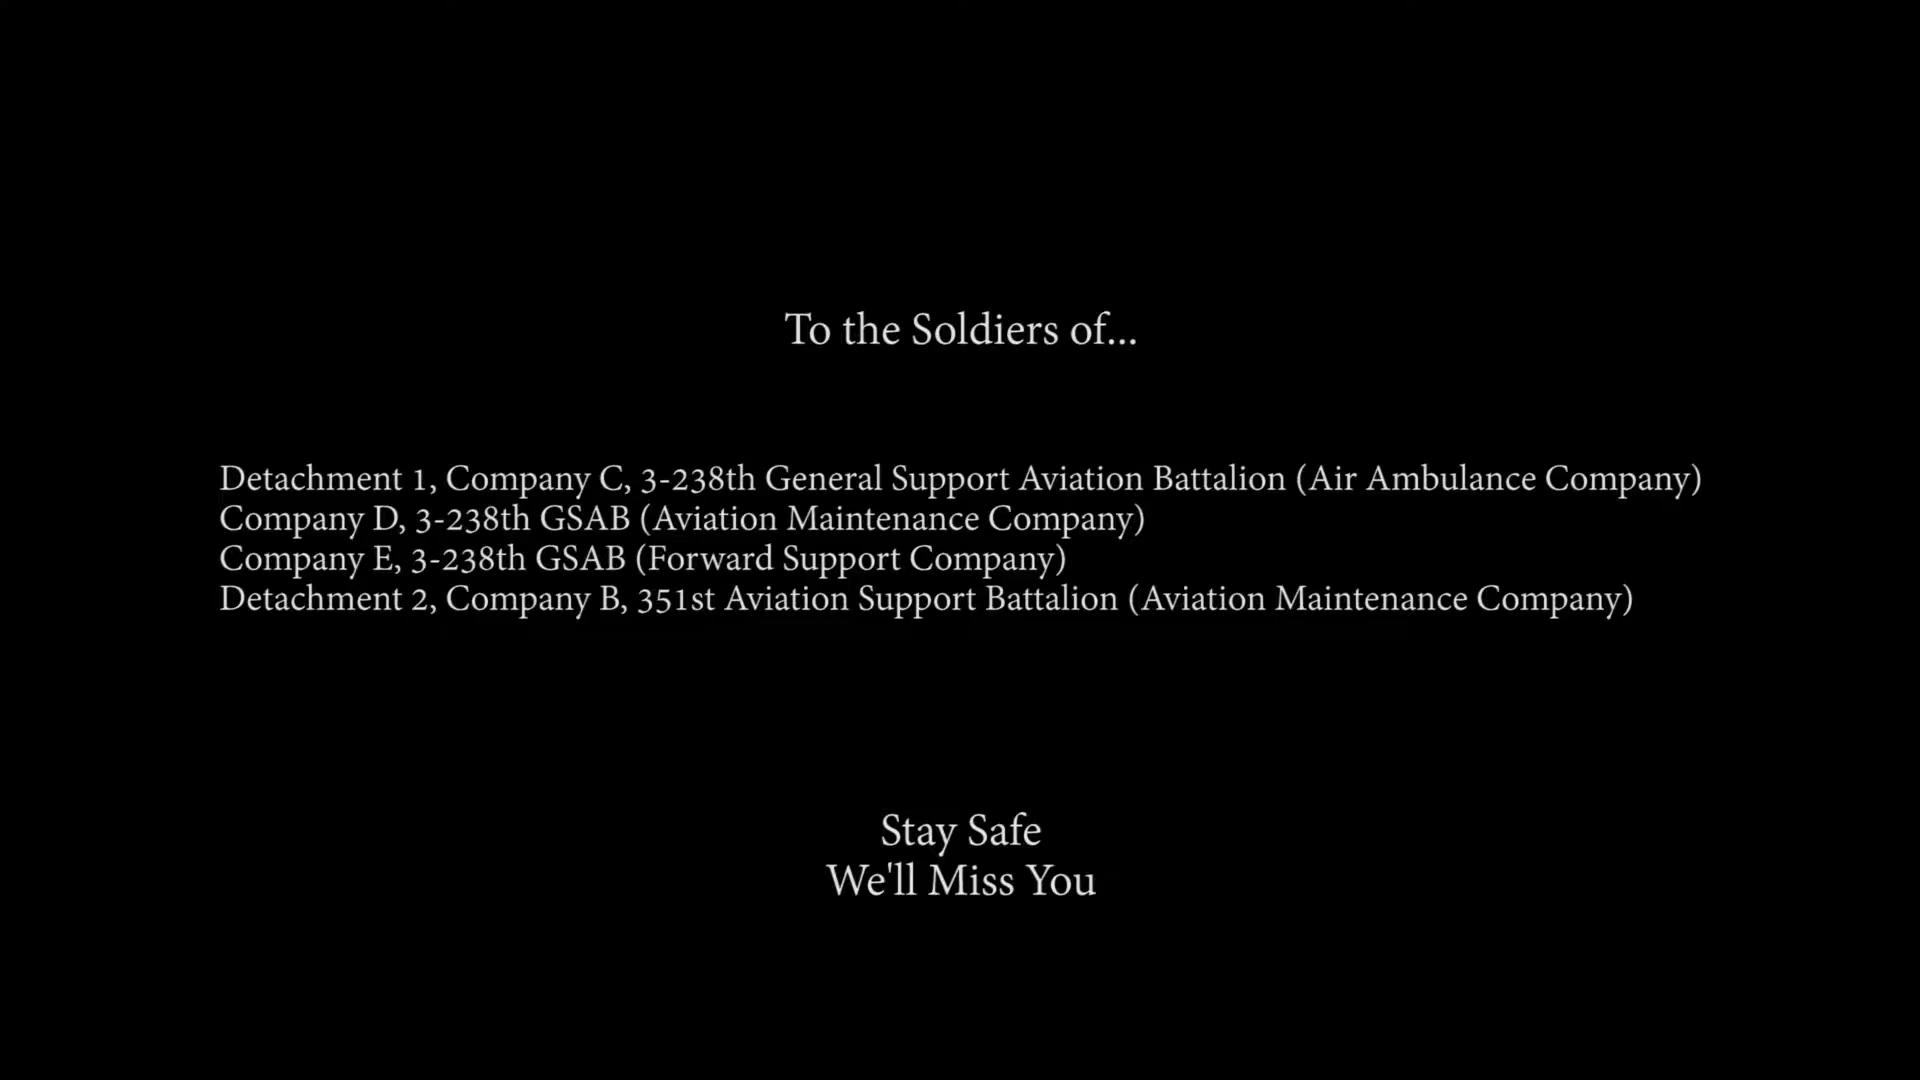 To the Soldiers of...
Detachment 1, Company C, 3-238th General Support Aviation Battalion (Air Ambulance Company)
Company D, 3-238th GSAB (Aviation Maintenance Company)
Company E, 3-238th GSAB (Forward Support Company)
Detachment 2, Company B, 351st Aviation Support Battalion (Aviation Maintenance Company)
Stay Safe
We'll Miss You